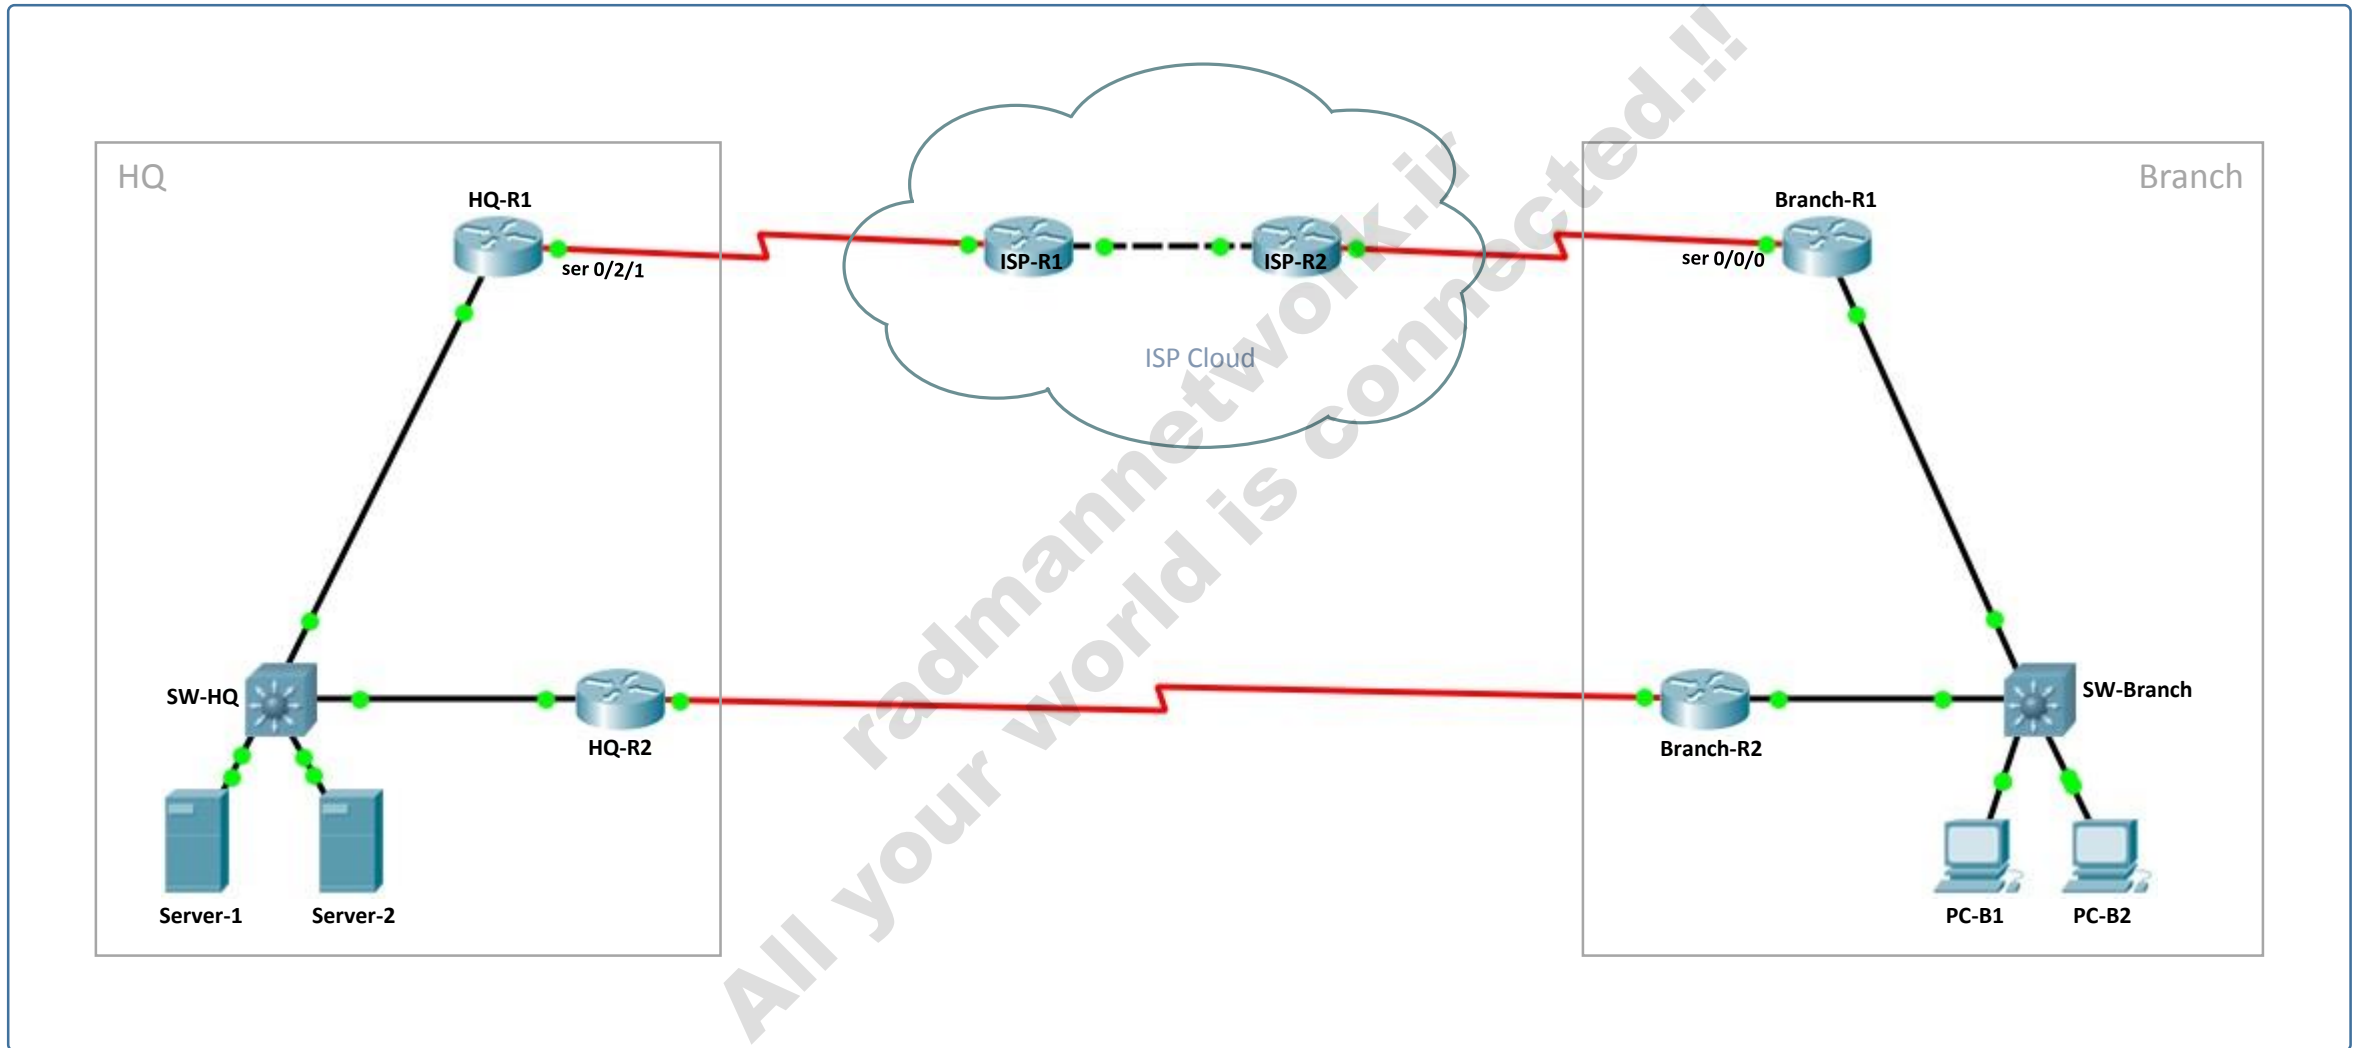 HQ
Branch
HQ-R1
ser 0/2/1
ISP-R1
ISP-R2
Branch-R1
ser 0/0/0
ISP Cloud
SW-HQ
HQ-R2
Branch-R2
SW-Branch
Server-1
Server-2
PC-B1
PC-B2
radmannetwork.ir
All your world is connected.!!